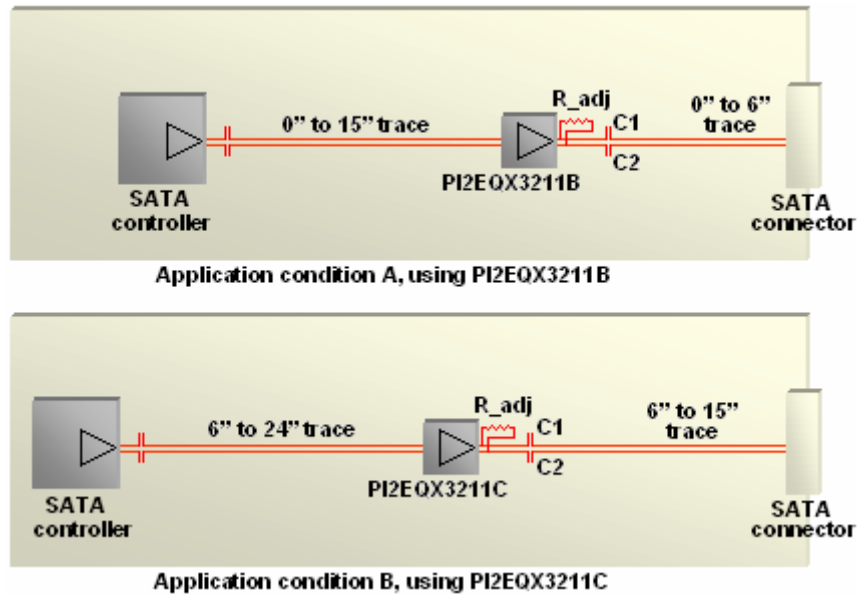 R_adj
0” to 15” trace
C1
0” to 6”
trace
C2
PI2EQX3211B
SATA
controller
SATA
connector
Application condition A, using PI2EQX3211B
R_adj
6” to 24” trace
C1
6” to 15”
trace
C2
PI2EQX3211C
SATA
controller
SATA
connector
Application condition B, using PI2EQX3211C